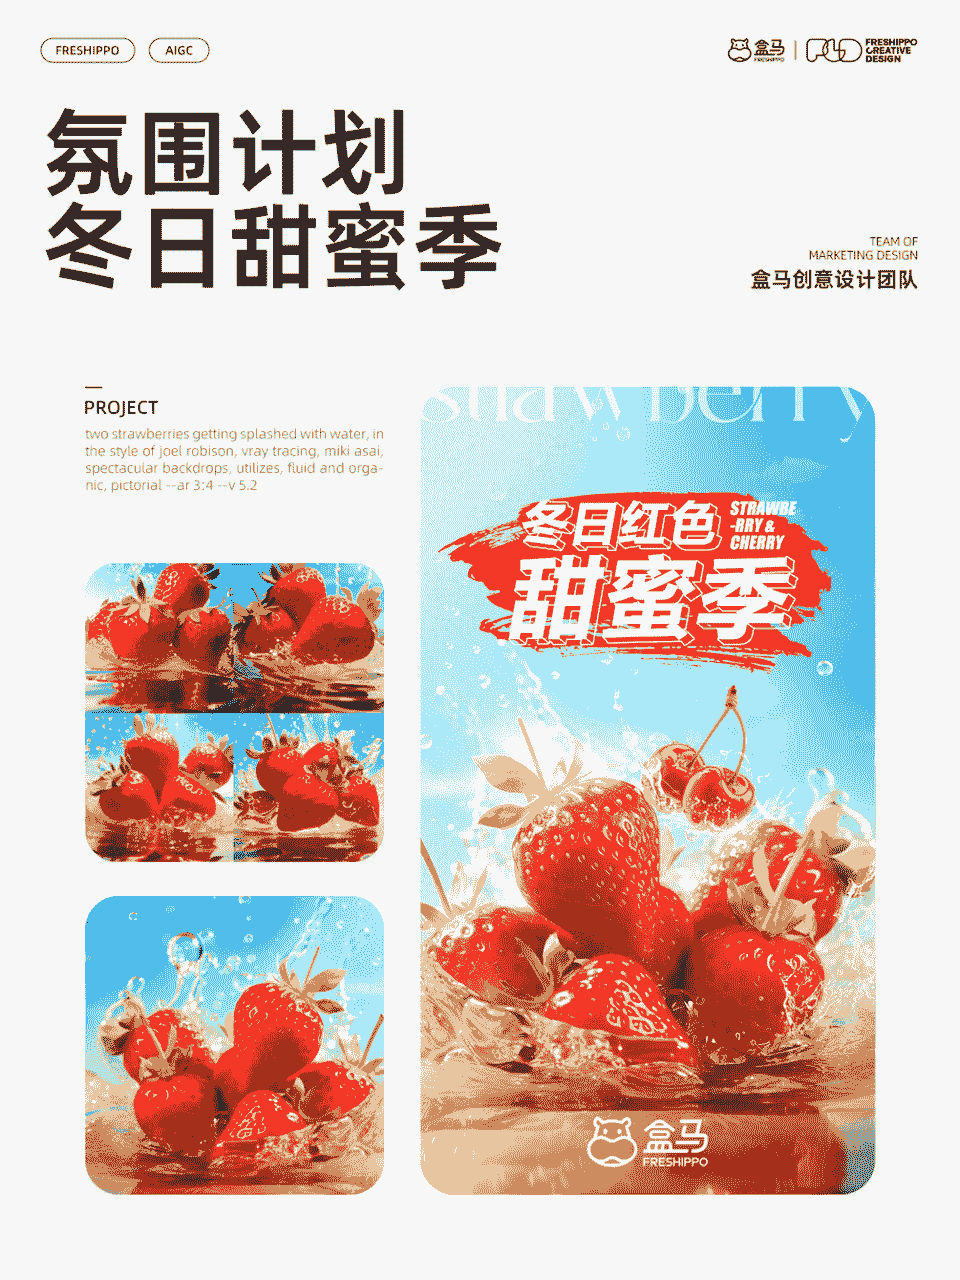 FRESHIPPO
AIGC
盒马
FRESHIPPO
FRESHIPPO
CREATIVE
DESIGN
氛围计划
冬日甜蜜季
TEAM OF
MARKETING DESIGN
盒马创意设计团队
PROJECT
two strawberries getting splashed with water, in
the style of joel robison, vray tracing, miki asai,
spectacular backdrops, utilizes, fluid and orga-
nic, pictorial --ar 3:4 --v 5.2
strawberry
冬日红色
STRAWBE
-RRY &
CHERRY
甜蜜季
盒马
FRESHIPPO